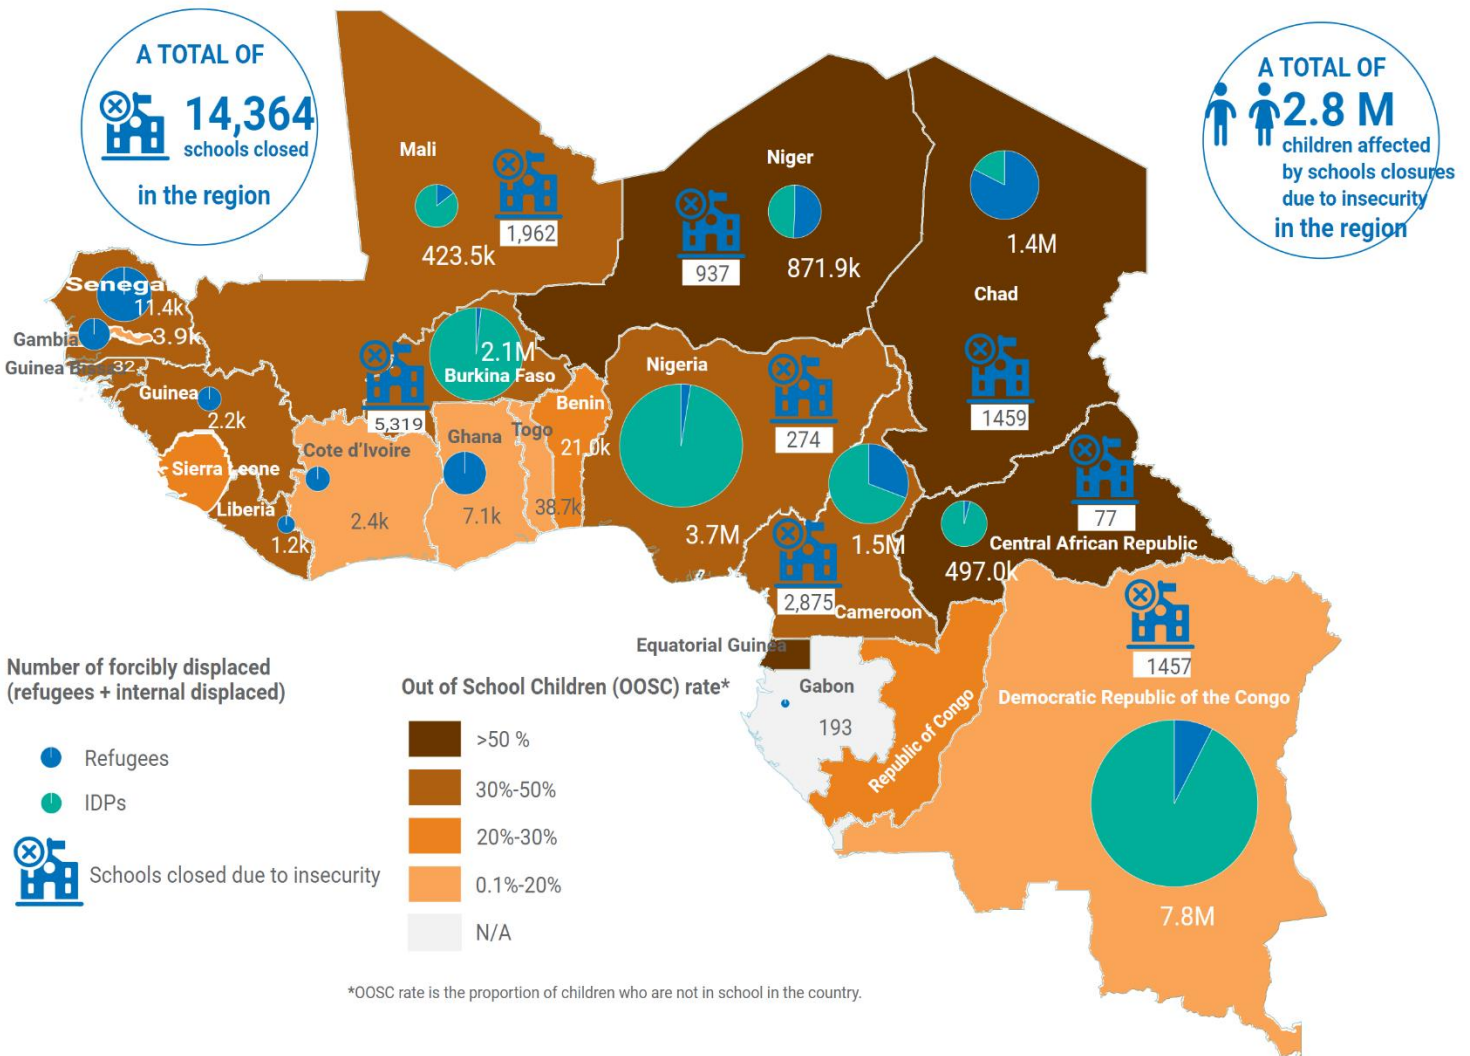 A TOTAL OF
14,364
schools closed
in the region
A TOTAL OF
2.8 M
children affected
by schools closures
due to insecurity
in the region
Mali
1,962
423.5k
Niger
937
871.9k
1.4M
Chad
1459
Senegal
11.4k
Gambia
3.9k
Guinea
32
Guinea
2.2k
Sierra Leone
Liberia
1.2k
5,319
2.1M
Burkina Faso
Cote d'Ivoire
2.4k
Ghana
7.1k
Togo
38.7k
Benin
21.0k
Nigeria
274
3.7M
2,875
1.5M
Cameroon
77
Central African Republic
497.0k
Equatorial Guinea
Gabon
193
Republic of Congo
1457
Democratic Republic of the Congo
7.8M
Number of forcibly displaced
(refugees + internal displaced)
Refugees
IDPs
Schools closed due to insecurity
Out of School Children (OOSC) rate*
>50 %
30%-50%
20%-30%
0.1%-20%
N/A
*OOSC rate is the proportion of children who are not in school in the country.